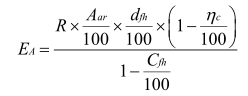 E_A = \frac{R \times \frac{A_{ar}}{100} \times \frac{d_{fh}}{100} \times \left(1 - \frac{\eta_c}{100}\right)}{1 - \frac{C_{fh}}{100}}